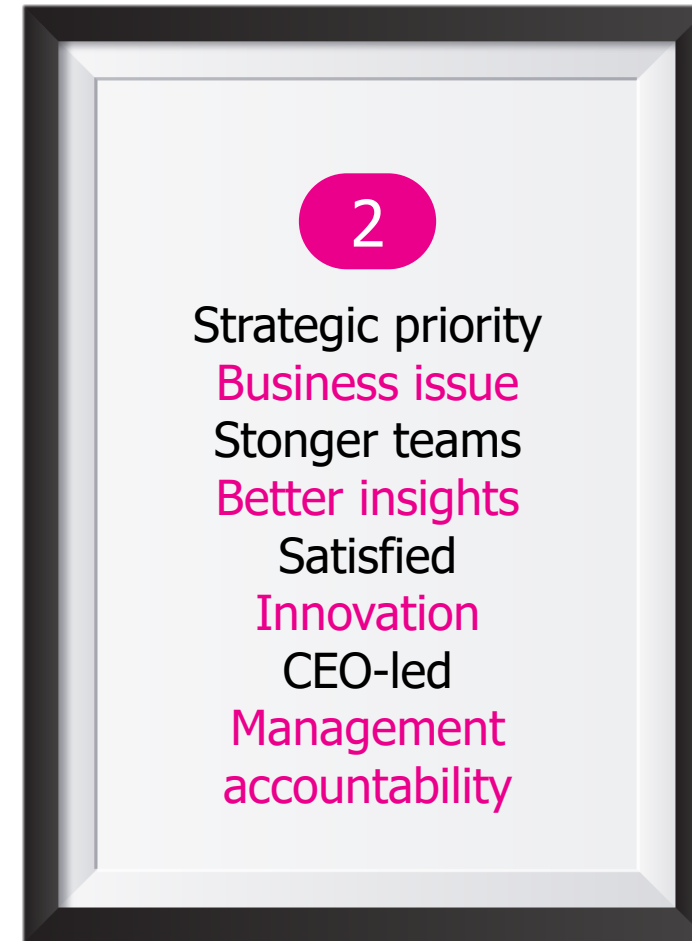 2
Strategic priority
Business issue
Stonger teams
Better insights
Satisfied
Innovation
CEO-led
Management
accountability